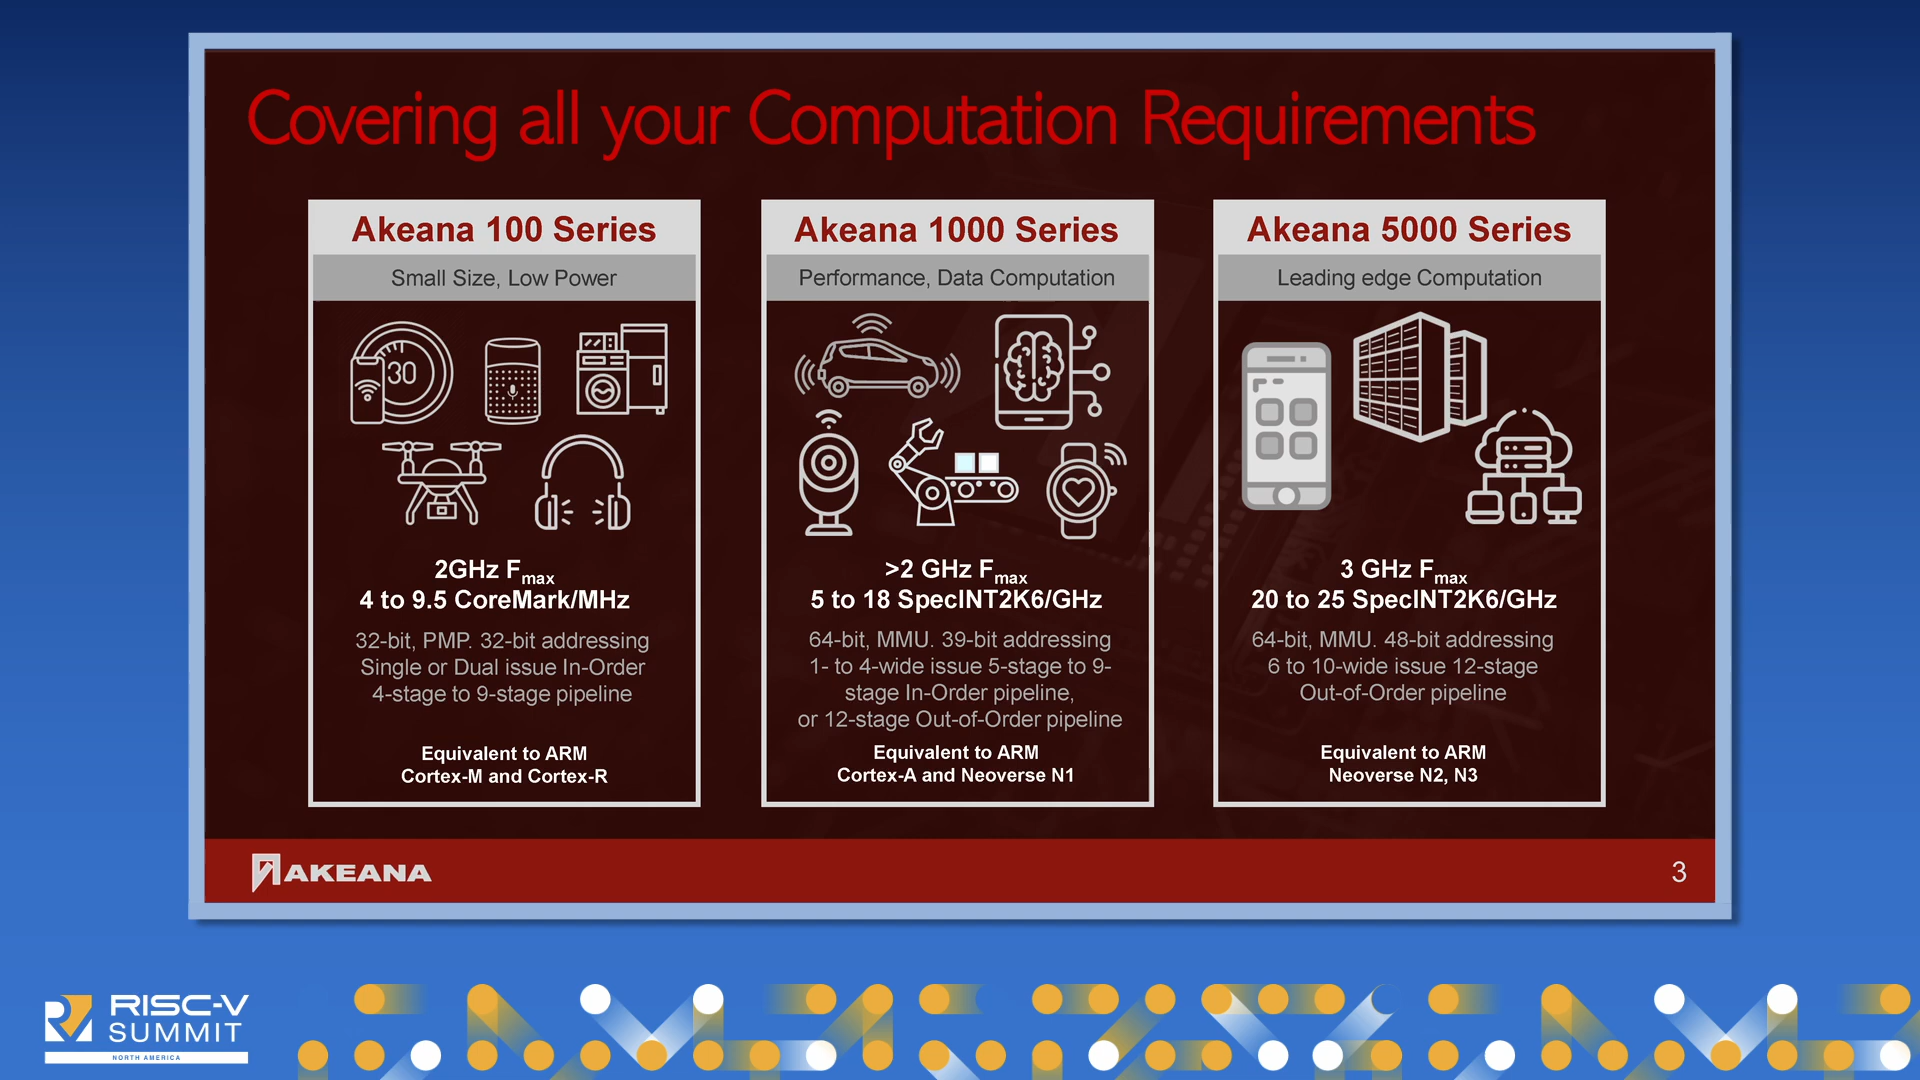 Covering all your Computation Requirements
Akeana 100 Series
Small Size, Low Power
30
2GHz Fmax
4 to 9.5 CoreMark/MHz
32-bit, PMP. 32-bit addressing
Single or Dual issue In-Order
4-stage to 9-stage pipeline
Equivalent to ARM
Cortex-M and Cortex-R
Akeana 1000 Series
Performance, Data Computation
>2 GHz Fmax
5 to 18 SpecINT2K6/GHz
64-bit, MMU. 39-bit addressing
1- to 4-wide issue 5-stage to 9-
stage In-Order pipeline,
or 12-stage Out-of-Order pipeline
Equivalent to ARM
Cortex-A and Neoverse N1
Akeana 5000 Series
Leading edge Computation
3 GHz Fmax
20 to 25 SpecINT2K6/GHz
64-bit, MMU. 48-bit addressing
6 to 10-wide issue 12-stage
Out-of-Order pipeline
Equivalent to ARM
Neoverse N2, N3
AKEANA
3
RISC-V
SUMMIT
NORTH AMERICA